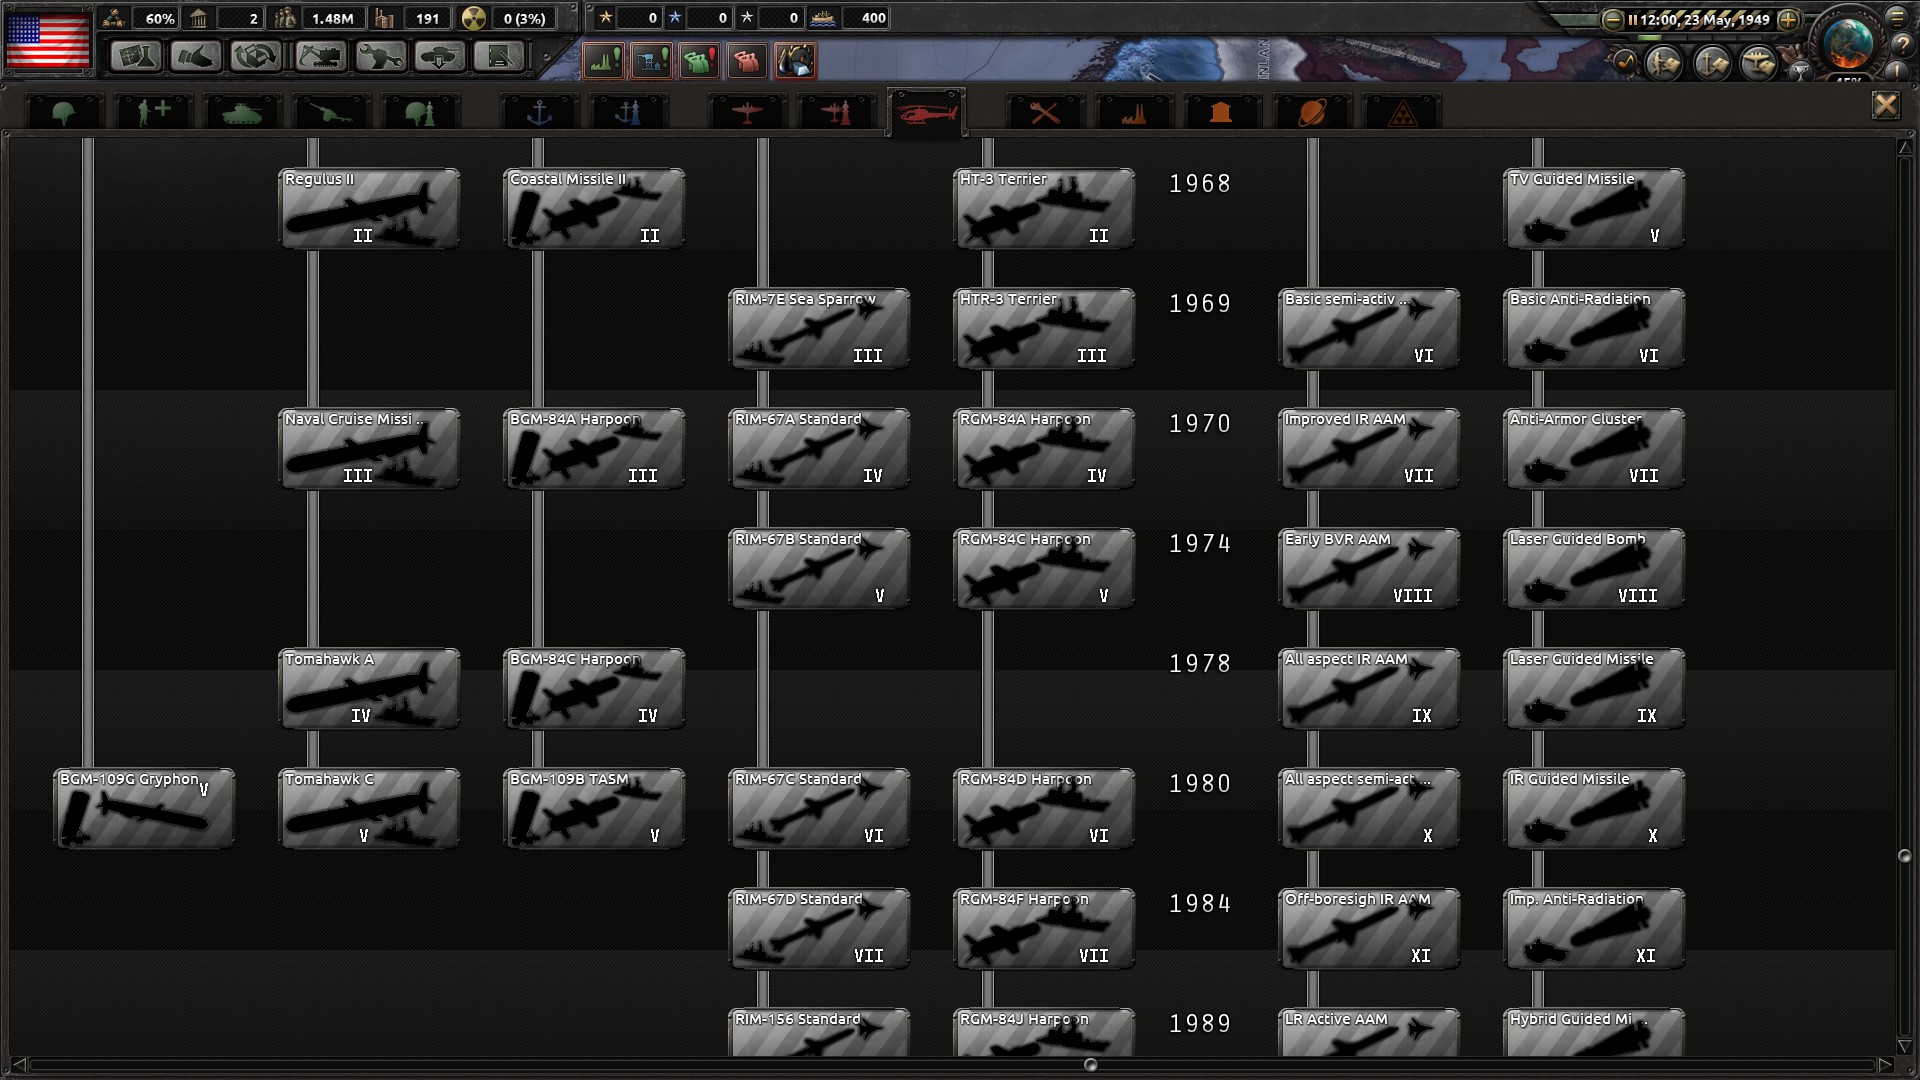 60%
2
1.48M
191
0 (3%)
0
0
0
400
12:00, 23 May, 1949
Regulus II
II
Coastal Missile II
II
HT-3 Terrier
II
1968
TV Guided Missile
V
RIM-7E Sea Sparrow
III
HTR-3 Terrier
III
1969
Basic semi-activ ...
VI
Basic Anti-Radiation
VI
Naval Cruise Missi ...
III
BGM-84A Harpoon
III
RIM-67A Standard
IV
RGM-84A Harpoon
IV
1970
Improved IR AAM
VII
Anti-Armor Cluster
VII
RIM-67B Standard
V
RGM-84C Harpoon
V
1974
Early BVR AAM
VIII
Laser Guided Bomb
VIII
Tomahawk A
IV
BGM-84C Harpoon
IV
1978
All aspect IR AAM
IX
Laser Guided Missile
IX
BGM-109G Gryphon
V
Tomahawk C
V
BGM-109B TASM
V
RIM-67C Standard
VI
RGM-84D Harpoon
VI
1980
All aspect semi-act ...
X
IR Guided Missile
X
RIM-67D Standard
VII
RGM-84F Harpoon
VII
1984
Off-boresigh IR AAM
XI
Imp. Anti-Radiation
XI
RIM-156 Standard
RGM-84J Harpoon
1989
LR Active AAM
Hybrid Guided Mi ...